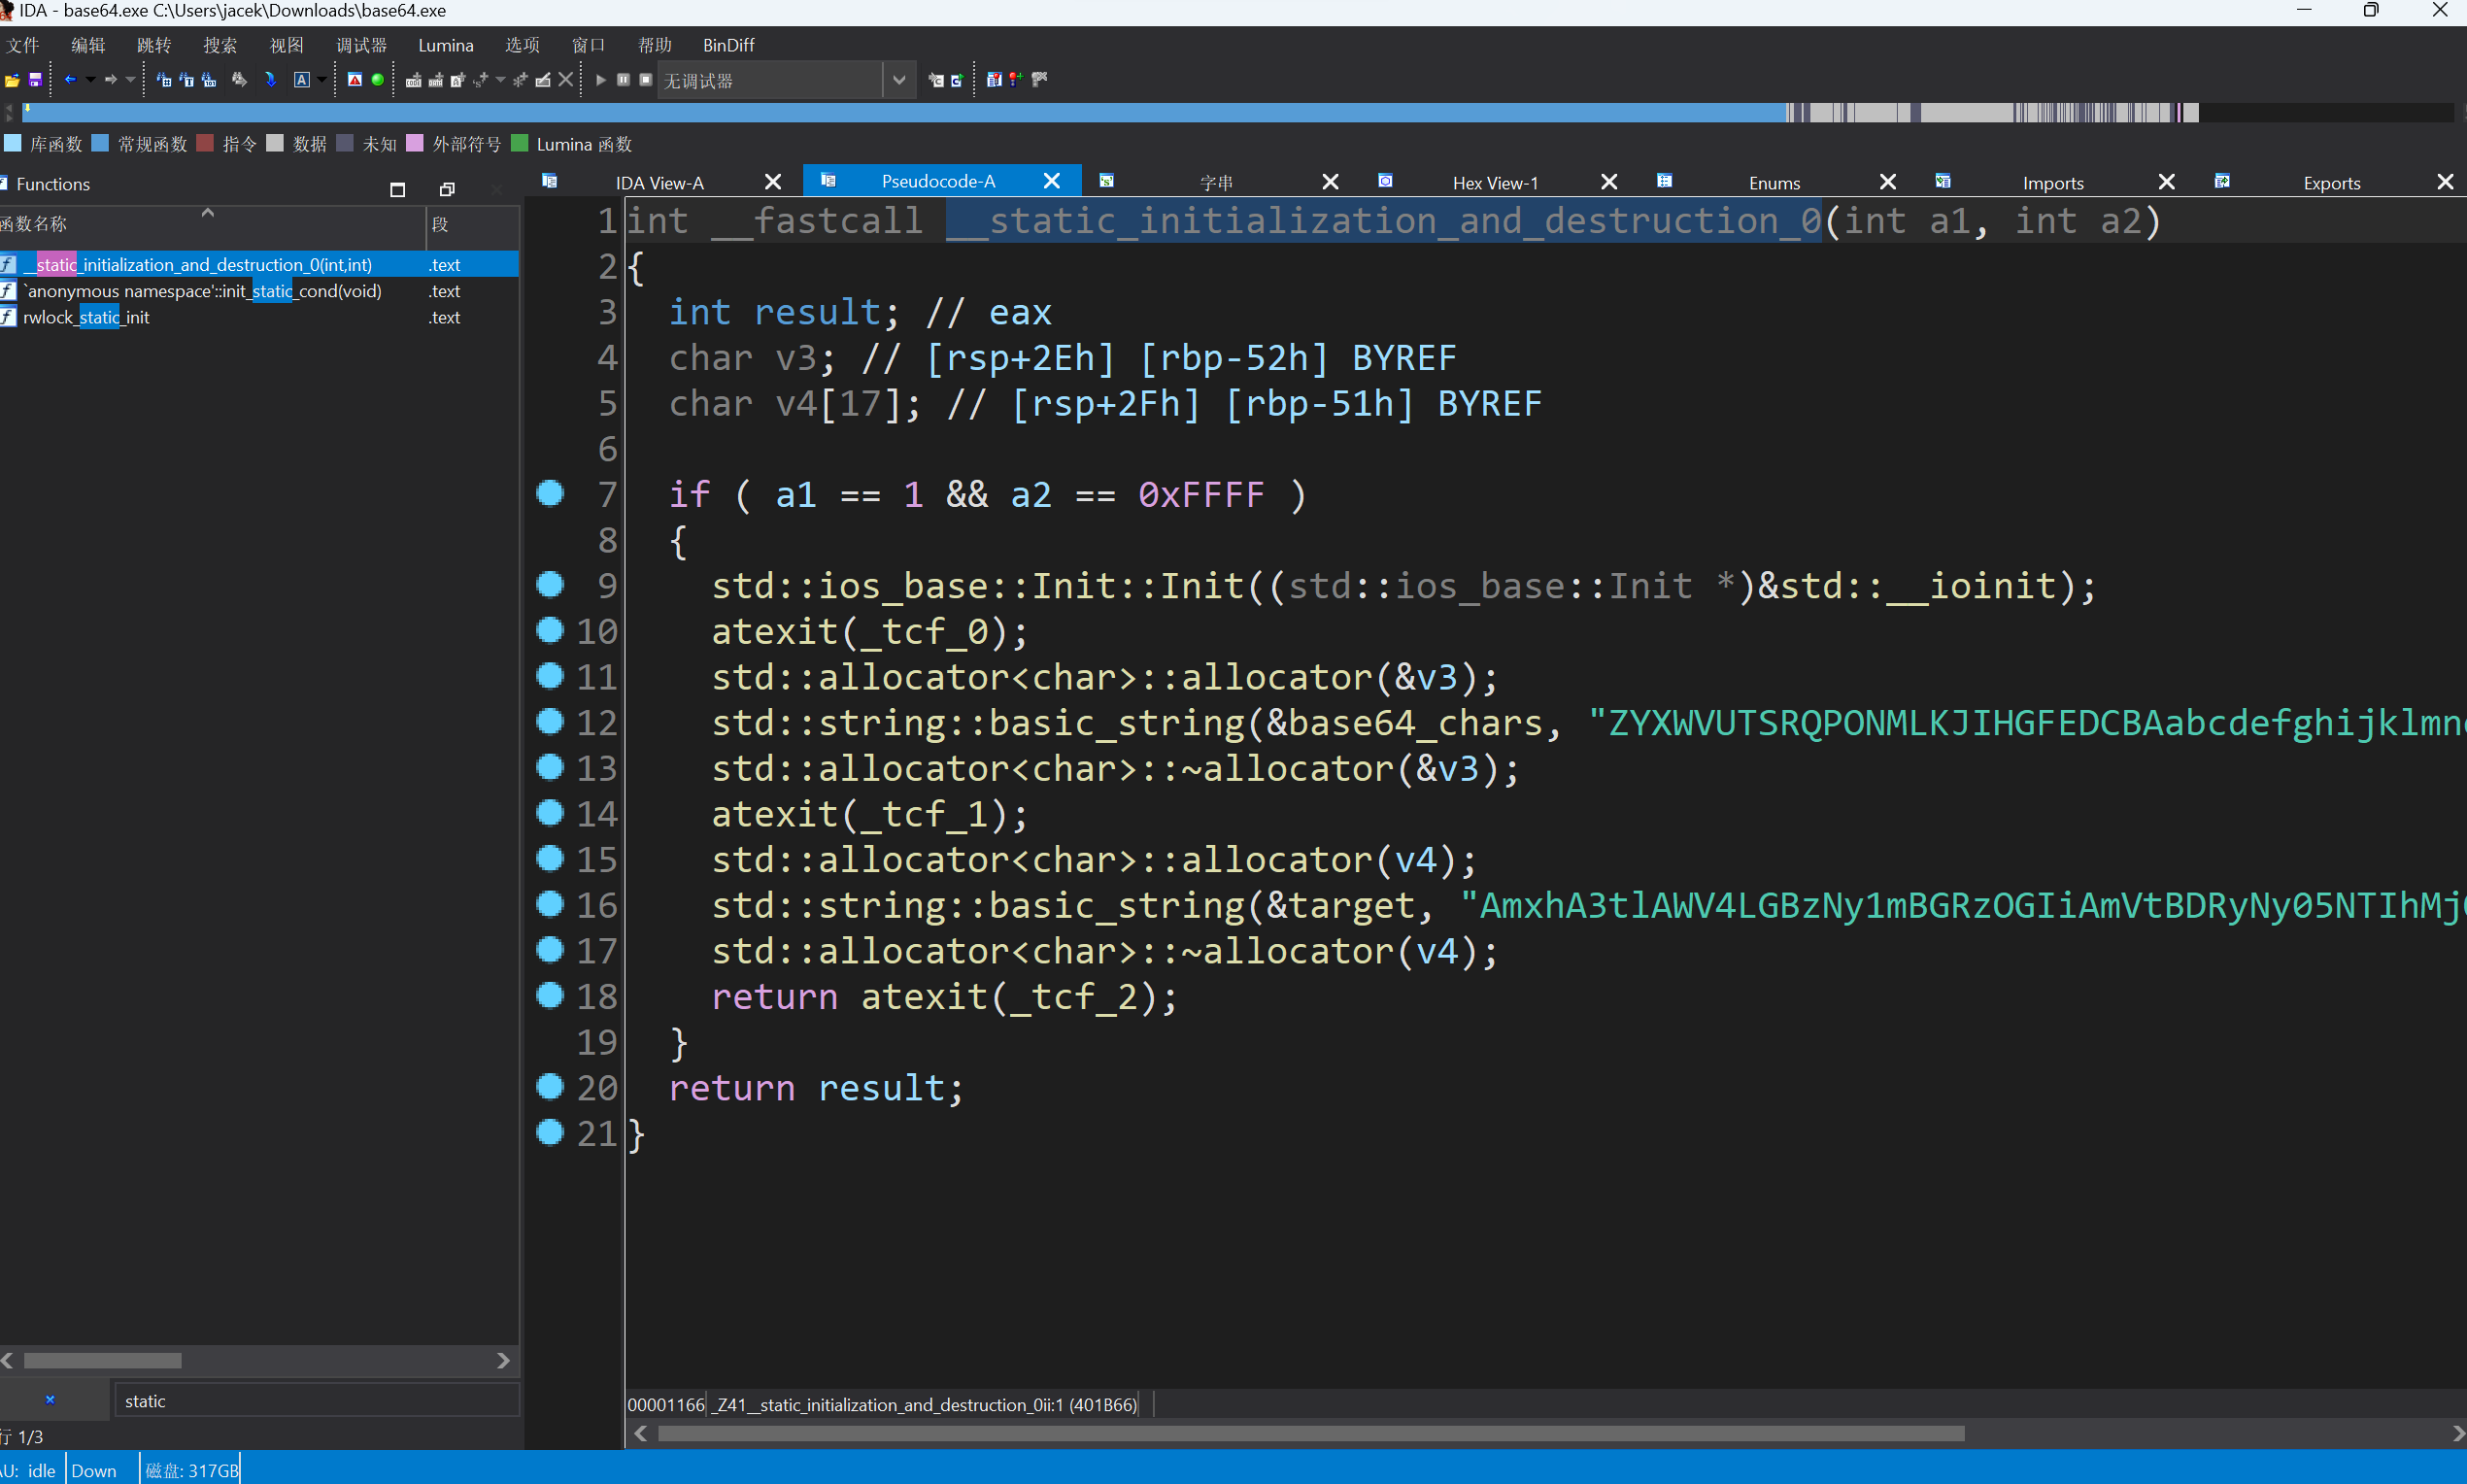 IDA - base64.exe C:\Users\jacek\Downloads\base64.exe
文件 编辑 跳转 搜索 视图 调试器 Lumina 选项 窗口 帮助 BinDiff
无调试器
库函数 常规函数 指令 数据 未知 外部符号 Lumina 函数
Functions
函数名称 段
__static_initialization_and_destruction_0(int,int) .text
`anonymous namespace'::init_static_cond(void) .text
rwlock_static_init .text
static
行 1/3
IDA View-A Pseudocode-A 字串 Hex View-1 Enums Imports Exports
1 int __fastcall __static_initialization_and_destruction_0(int a1, int a2)
2 {
3 int result; // eax
4 char v3; // [rsp+2Eh] [rbp-52h] BYREF
5 char v4[17]; // [rsp+2Fh] [rbp-51h] BYREF
6
7 if ( a1 == 1 && a2 == 0xFFFF )
8 {
9 std::ios_base::Init::Init((std::ios_base::Init *)&std::__ioinit);
10 atexit(_tcf_0);
11 std::allocator<char>::allocator(&v3);
12 std::string::basic_string(&base64_chars, "ZYXWVUTSRQPONMLKJIHGFEDCBAabcdefghijklmn
13 std::allocator<char>::~allocator(&v3);
14 atexit(_tcf_1);
15 std::allocator<char>::allocator(v4);
16 std::string::basic_string(&target, "AmxhA3tlAWV4LGBzNy1mBGRzOGIiAmVtBDRyNy05NTIhMj
17 std::allocator<char>::~allocator(v4);
18 return atexit(_tcf_2);
19 }
20 return result;
21 }
00001166 _Z41__static_initialization_and_destruction_0ii:1 (401B66)
AU: idle Down 磁盘: 317GB